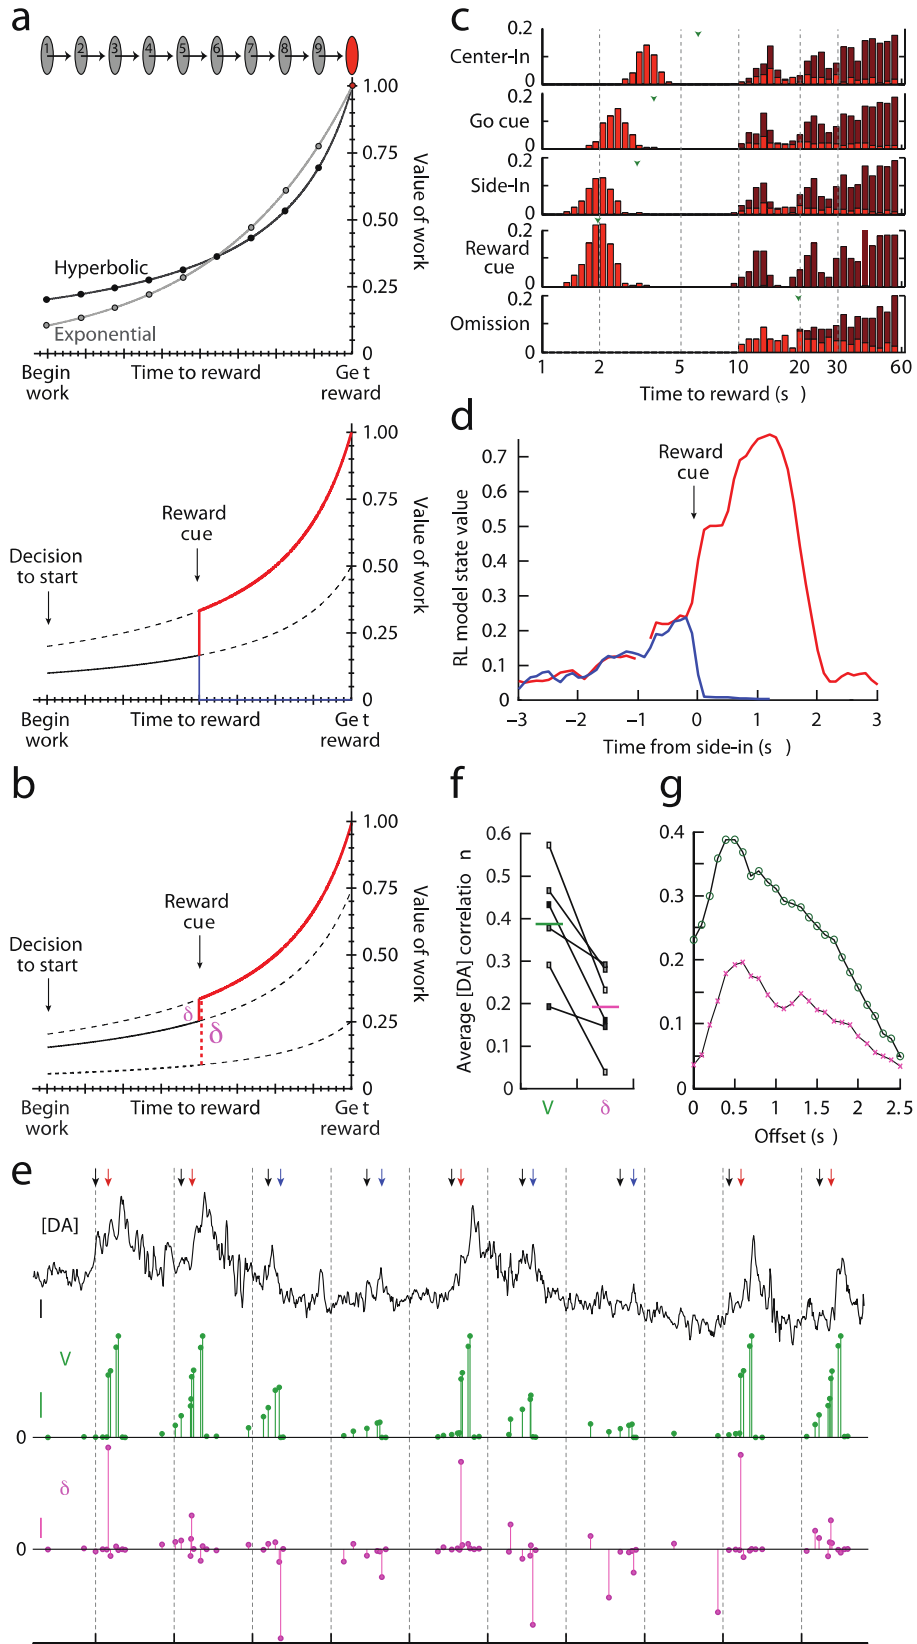 a
1 2 3 4 5 6 7 8 9
1.00
0.75
0.50
0.25
0
Value of work
Hyperbolic
Exponential
Begin work
Time to reward
Ge t reward
1.00
0.75
0.50
0.25
0
Value of work
Reward cue
Decision to start
Begin work
Time to reward
Ge t reward
b
1.00
0.75
0.50
0.25
0
Value of work
Reward cue
Decision to start
δ
δ
Begin work
Time to reward
Ge t reward
c
Center-In
0.2
0
Go cue
0.2
0
Side-In
0.2
0
Reward cue
0.2
0
Omission
0.2
0
1 2 5 10 20 30 60
Time to reward (s )
d
RL model state value
0.7
0.5
0.4
0.2
0.1
0
Reward cue
−3 −2 −1 0 1 2 3
Time from side-in (s )
f
Average [DA] correlatio n
0.6
0.5
0.4
0.3
0.2
0.1
0
V δ
g
0.4
0.3
0.2
0.1
0
0 0.5 1 1.5 2 2.5
Offset (s )
e
[DA]
V
0
δ
0